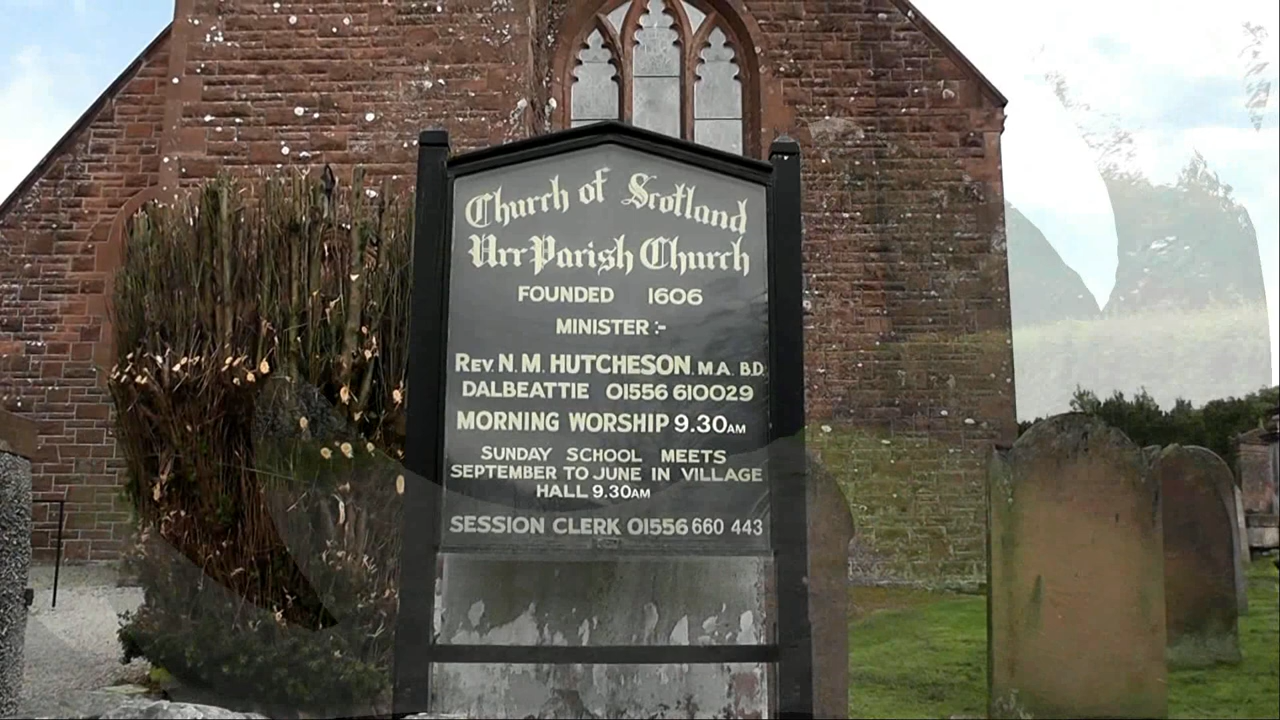 Church of Scotland
Urr Parish Church
FOUNDED 1606
MINISTER :-
REV. N. M. HUTCHESON. M.A. B.D.
DALBEATTIE 01556 610029
MORNING WORSHIP 9.30AM
SUNDAY SCHOOL MEETS
SEPTEMBER TO JUNE IN VILLAGE
HALL 9.30AM
SESSION CLERK 01556 660 443